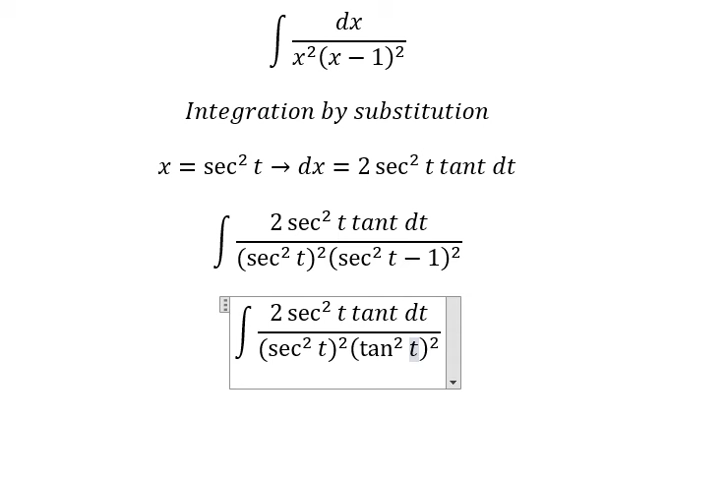 ∫ dx / x²(x − 1)²
Integration by substitution
x = sec² t → dx = 2 sec² t tant dt
∫ 2 sec² t tant dt / (sec² t)²(sec² t − 1)²
∫ 2 sec² t tant dt / (sec² t)²(tan² t)²